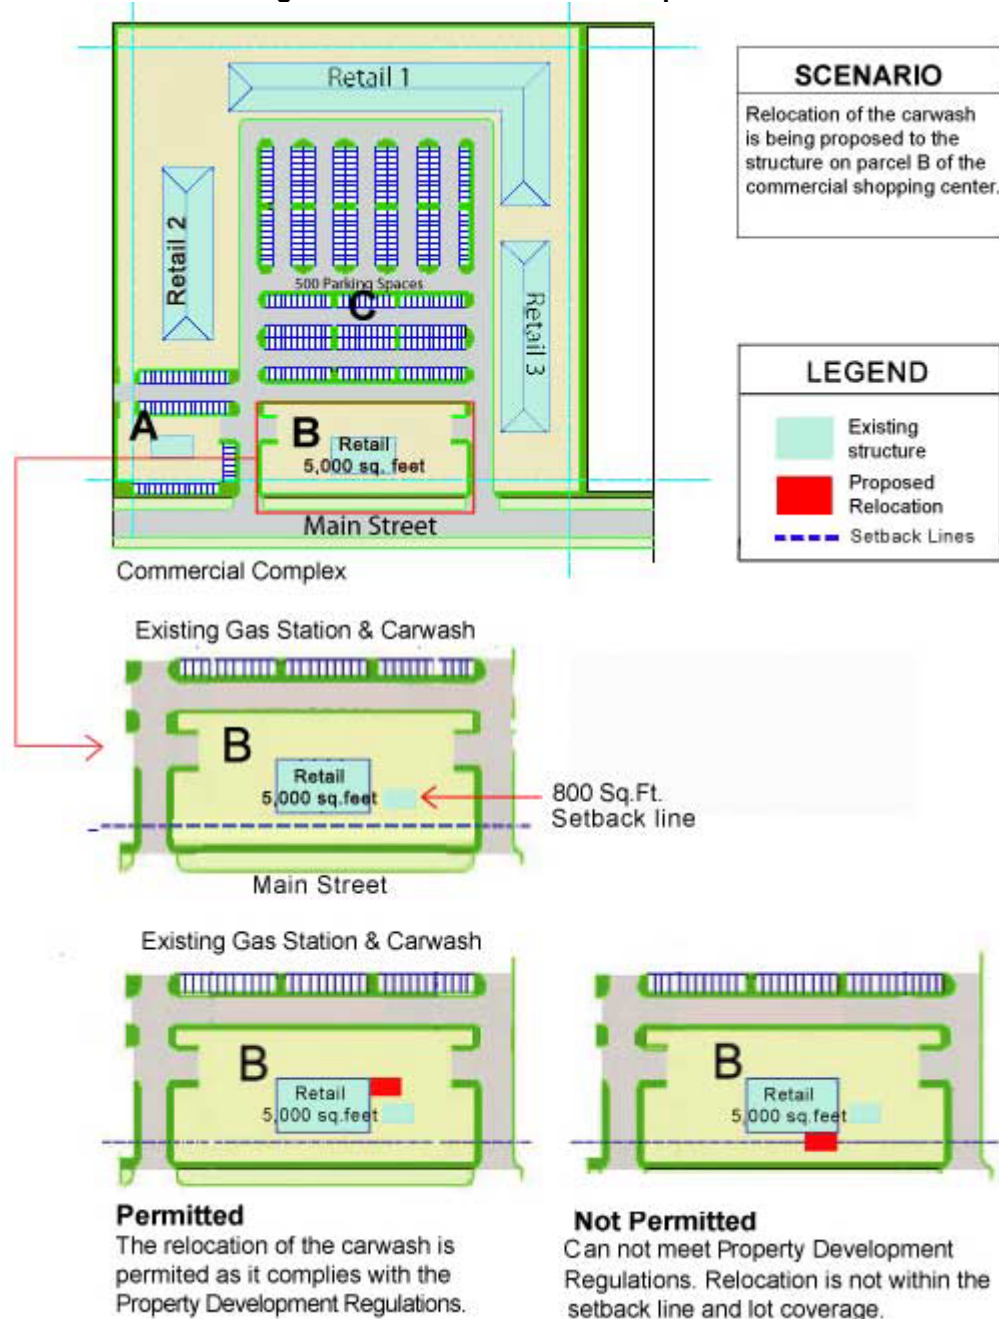 Retail 1
SCENARIO
Relocation of the carwash
is being proposed to the
structure on parcel B of the
commercial shopping center.
Retail 2
500 Parking Spaces
C
Retail 3
LEGEND
Existing
structure
Proposed
Relocation
Setback Lines
A
B
Retail
5,000 sq. feet
Main Street
Commercial Complex
Existing Gas Station & Carwash
B
Retail
5,000 sq.feet
800 Sq.Ft.
Setback line
Main Street
Existing Gas Station & Carwash
B
Retail
5,000 sq.feet
B
Retail
5,000 sq.feet
Permitted
The relocation of the carwash is
permited as it complies with the
Property Development Regulations.
Not Permitted
Can not meet Property Development
Regulations. Relocation is not within the
setback line and lot coverage.